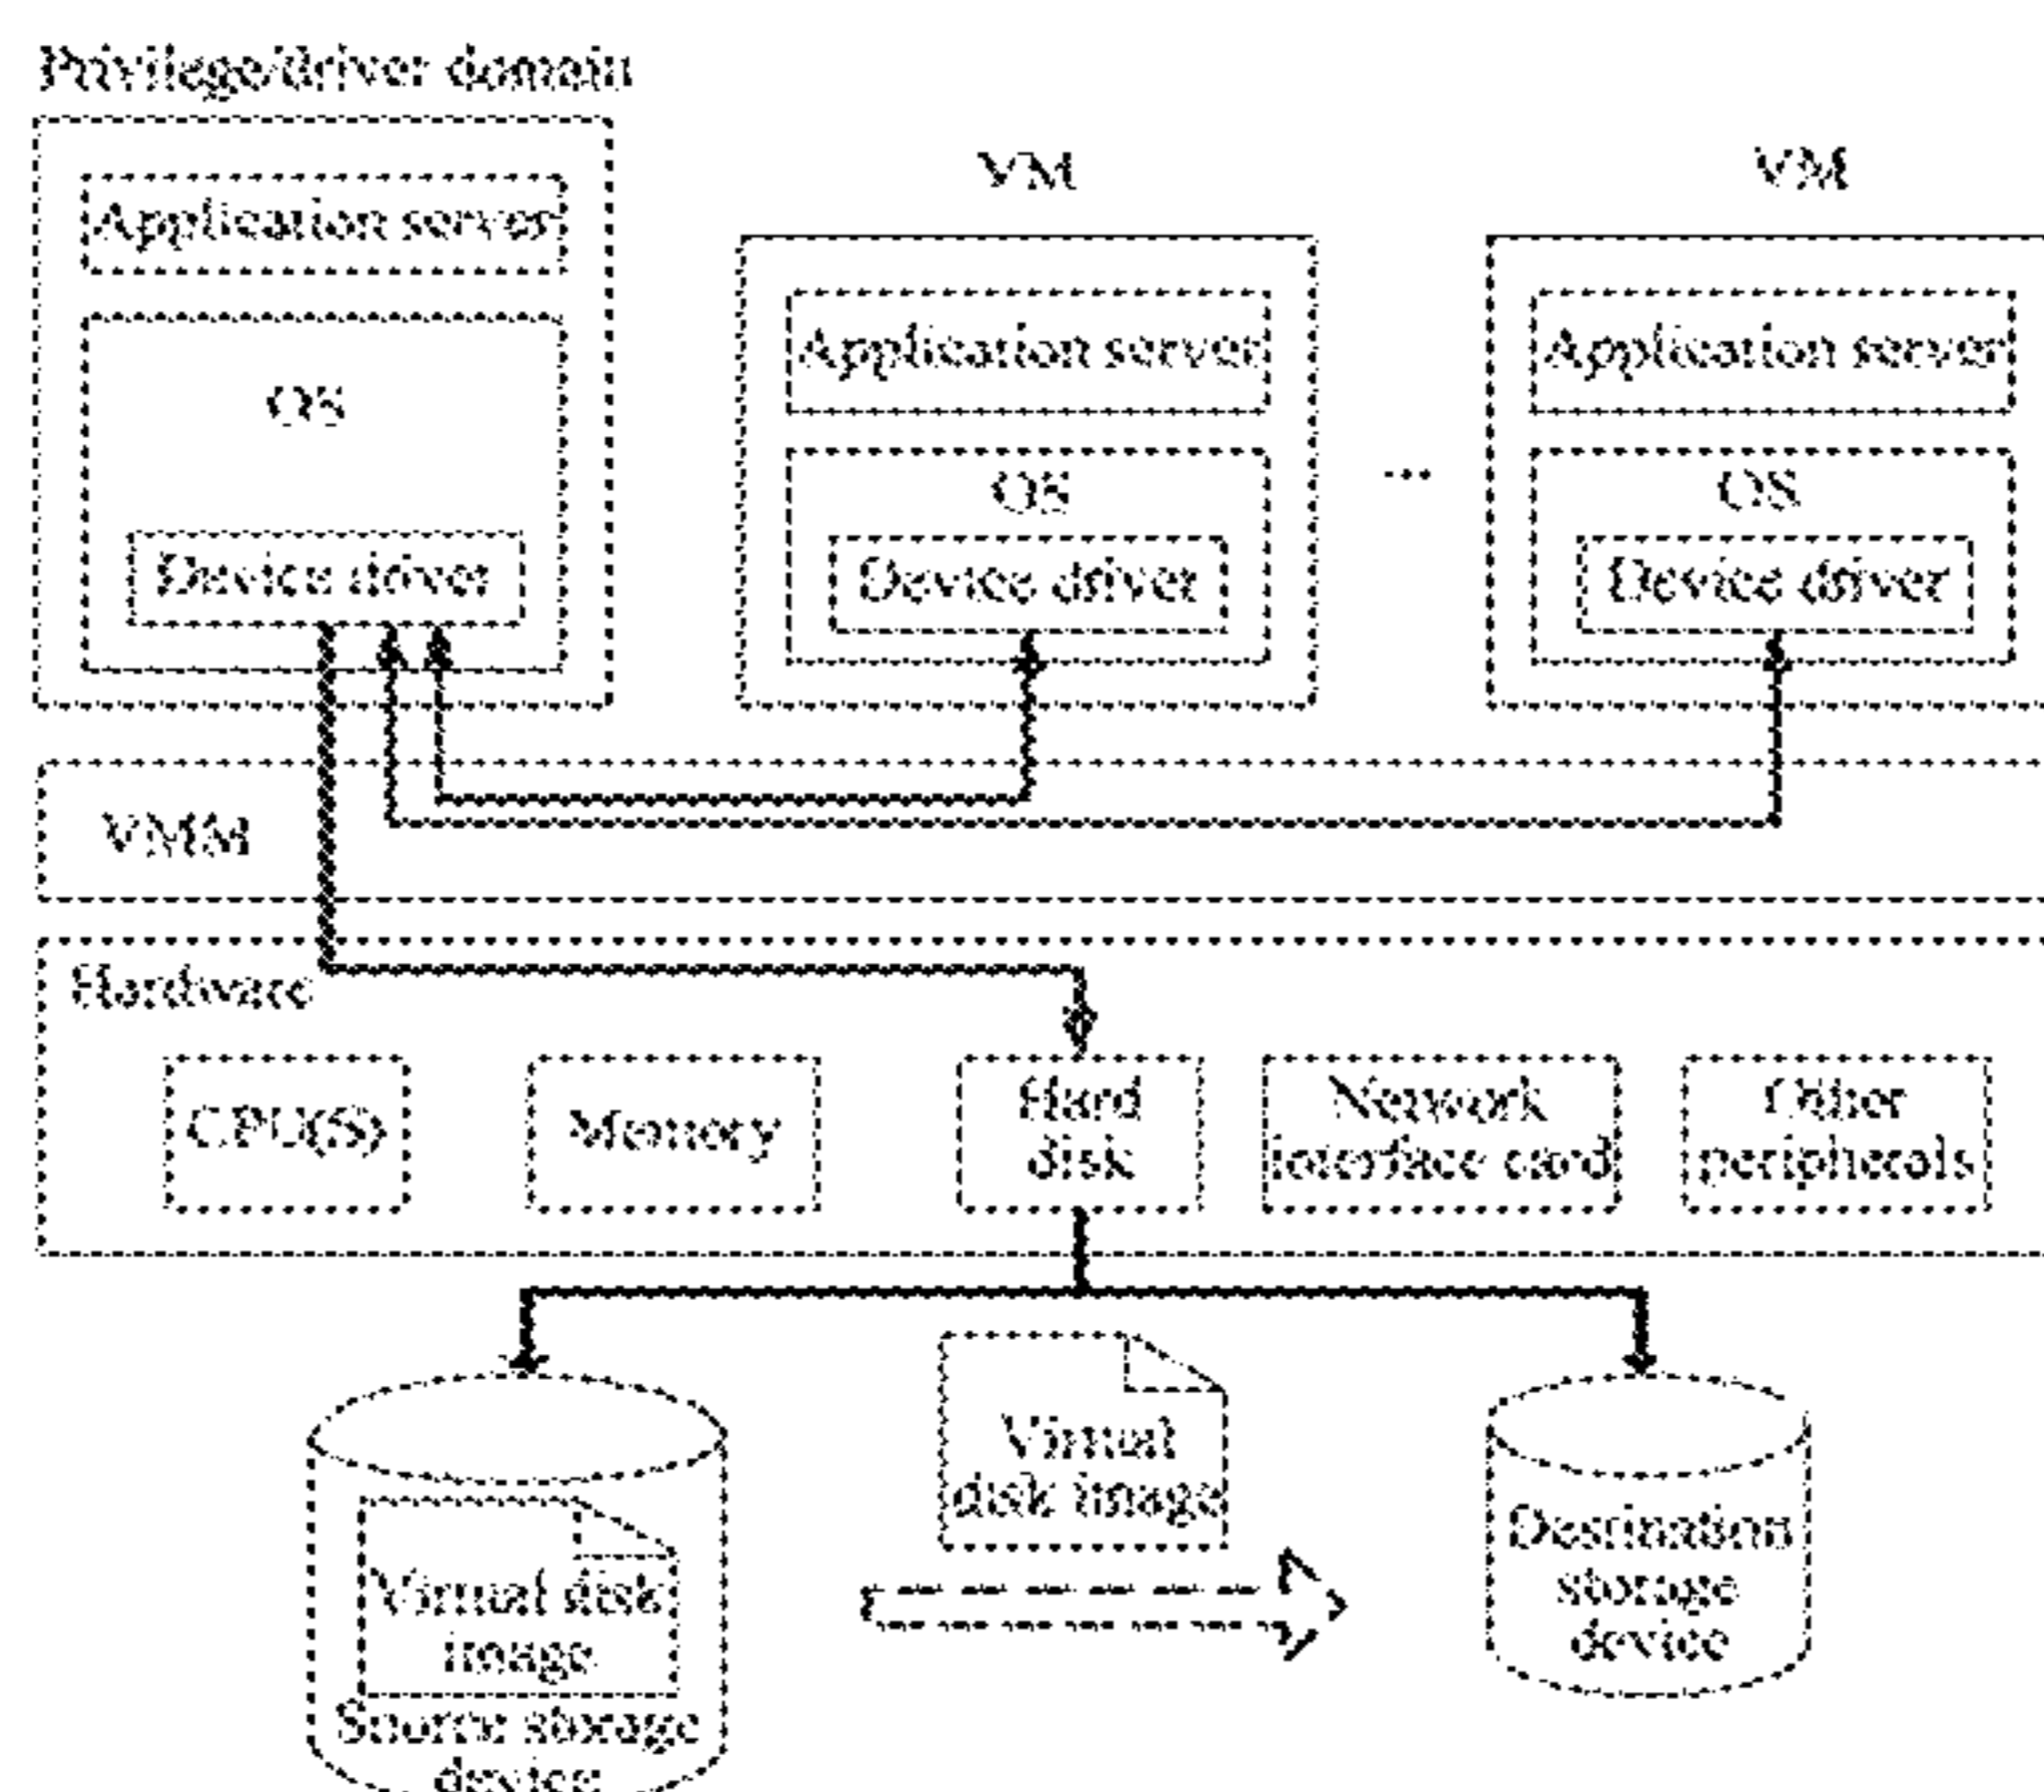 Privilege/driver domain
Application server
OS
Device driver
VM
Application server
OS
Device driver
...
VM
Application server
OS
Device driver
VMM
Hardware
CPU(S)
Memory
Hard
disk
Network
interface card
Other
peripherals
Virtual disk
image
Source storage
device
Virtual
disk image
Destination
storage
device